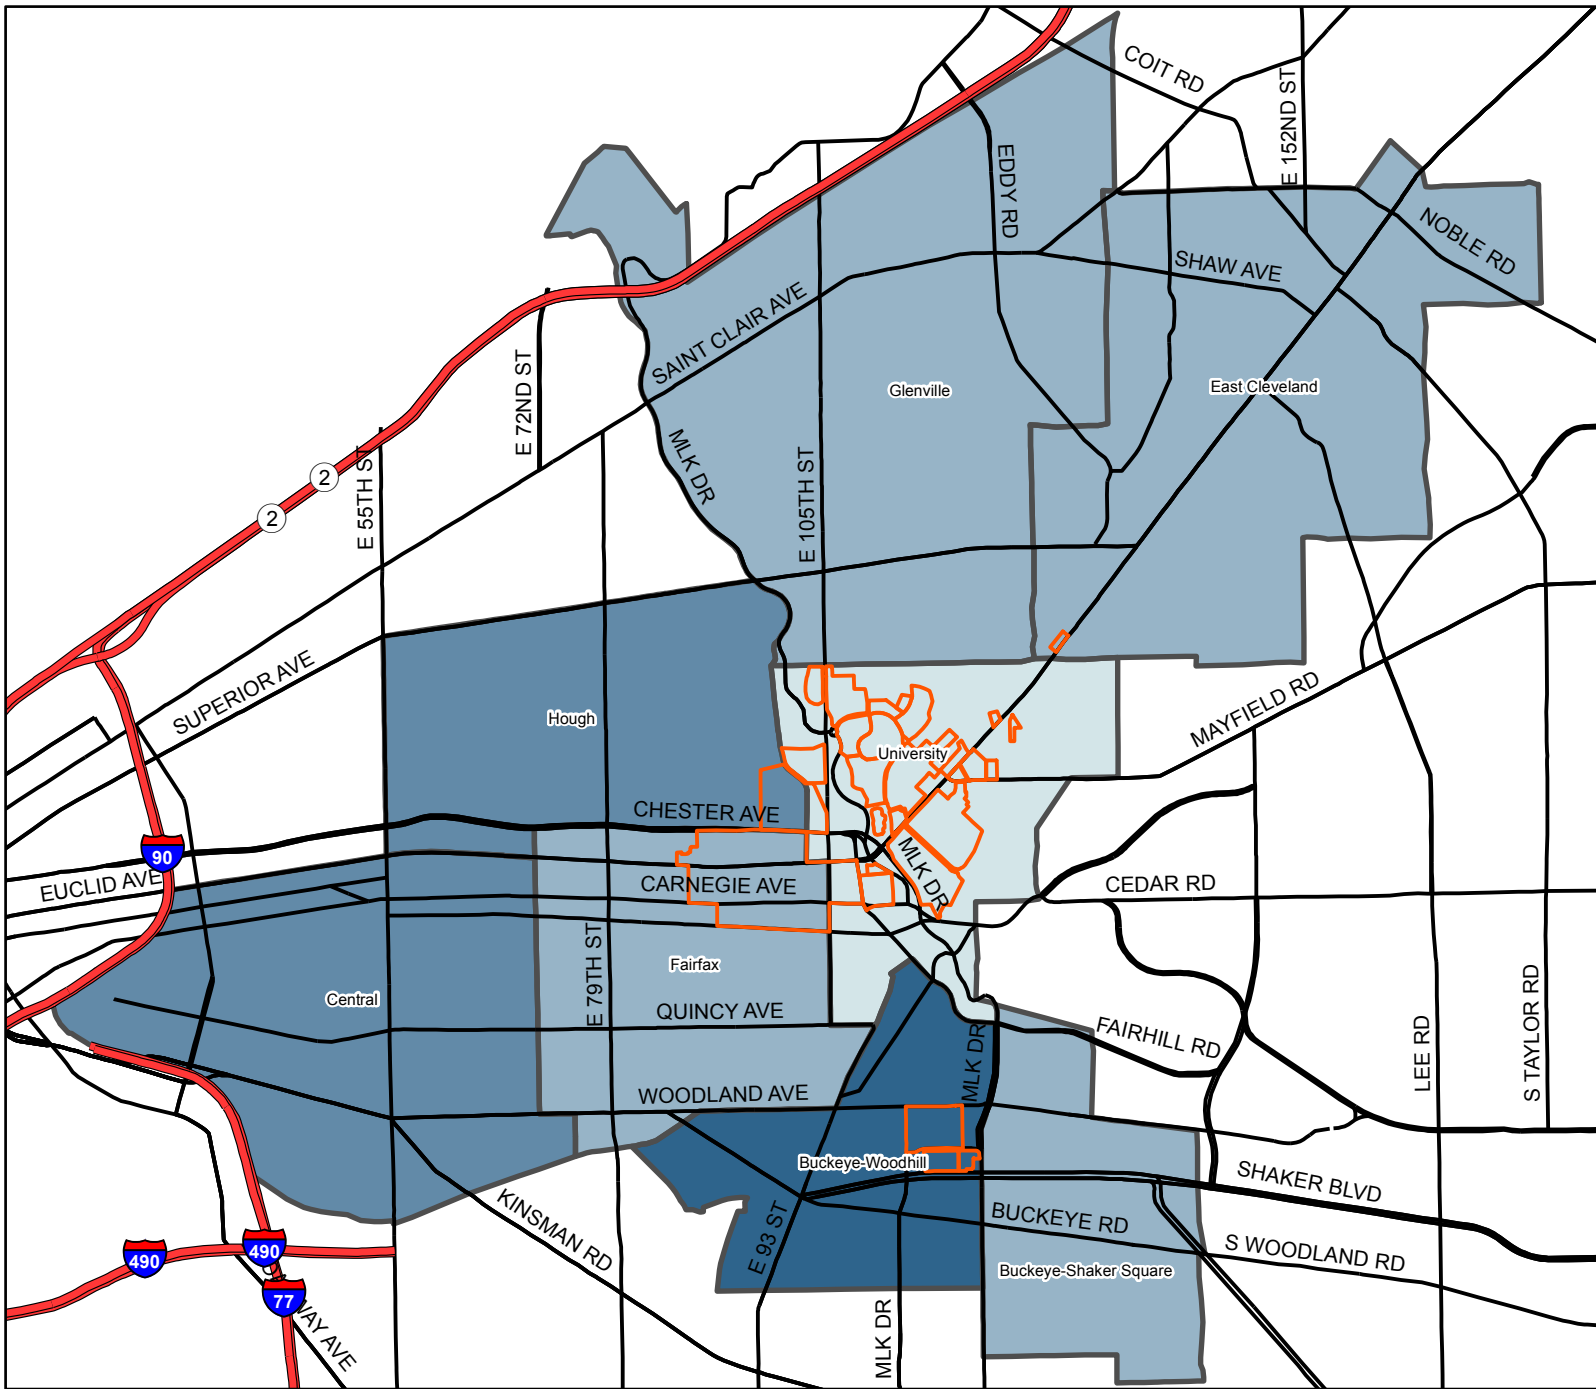 COIT RD
E 152ND ST
EDDY RD
NOBLE RD
SHAW AVE
SAINT CLAIR AVE
E 72ND ST
Glenville
East Cleveland
MLK DR
E 55TH ST
2
2
E 105TH ST
SUPERIOR AVE
MAYFIELD RD
Hough
University
CHESTER AVE
90
EUCLID AVE
CARNEGIE AVE
MLK DR
CEDAR RD
E 79TH ST
Fairfax
Central
QUINCY AVE
S TAYLOR RD
LEE RD
FAIRHILL RD
MLK DR
WOODLAND AVE
Buckeye-Woodhill
SHAKER BLVD
KINSMAN RD
BUCKEYE RD
E 93 ST
S WOODLAND RD
490
490
Buckeye-Shaker Square
77
WAY AVE
MLK DR